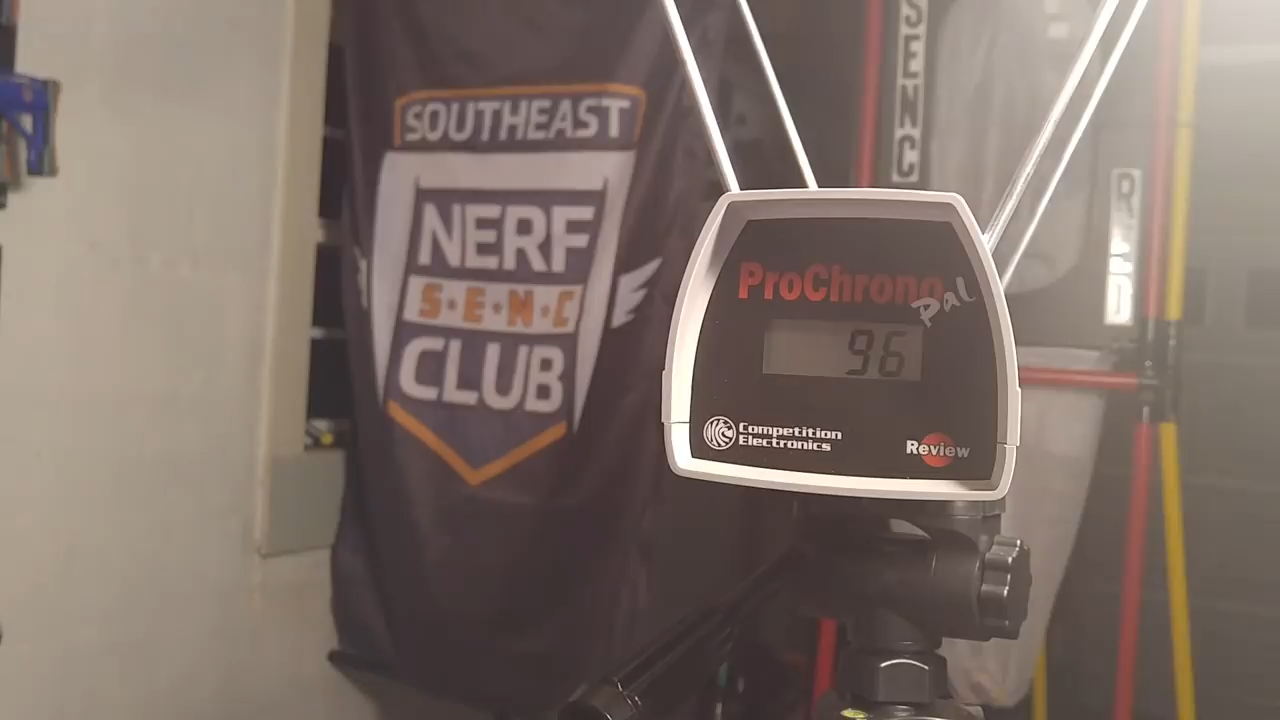 SOUTHEAST
NERF
S·E·N·C
CLUB
ProChrono
Pal
96
Competition
Electronics
Review
SENC